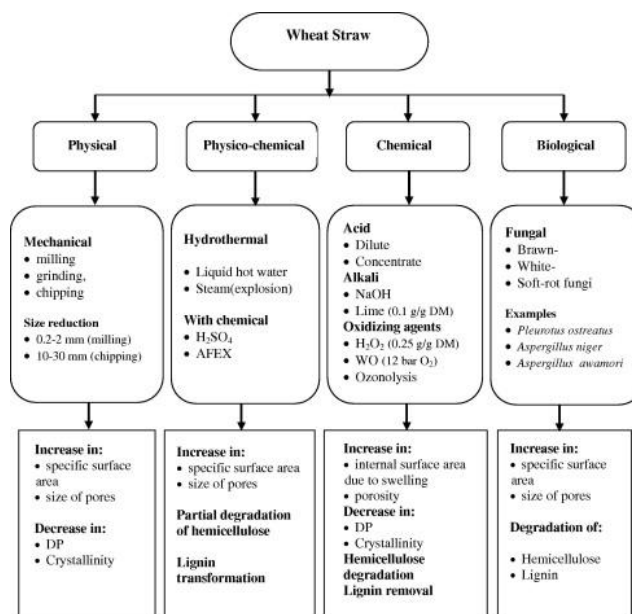 Wheat Straw
Physical
Physico-chemical
Chemical
Biological
Mechanical
• milling
• grinding,
• chipping
Size reduction
• 0.2-2 mm (milling)
• 10-30 mm (chipping)
Hydrothermal
• Liquid hot water
• Steam(explosion)
With chemical
• H₂SO₄
• AFEX
Acid
• Dilute
• Concentrate
Alkali
• NaOH
• Lime (0.1 g/g DM)
Oxidizing agents
• H₂O₂ (0.25 g/g DM)
• WO (12 bar O₂)
• Ozonolysis
Fungal
• Brawn-
• White-
• Soft-rot fungi
Examples
• Pleurotus ostreatus
• Aspergillus niger
• Aspergillus awamori
Increase in:
• specific surface
area
• size of pores
Decrease in:
• DP
• Crystallinity
Increase in:
• specific surface area
• size of pores
Partial degradation
of hemicellulose
Lignin
transformation
Increase in:
• internal surface area
due to swelling
• porosity
Decrease in:
• DP
• Crystallinity
Hemicellulose
degradation
Lignin removal
Increase in:
• specific surface
area
• size of pores
Degradation of:
• Hemicellulose
• Lignin